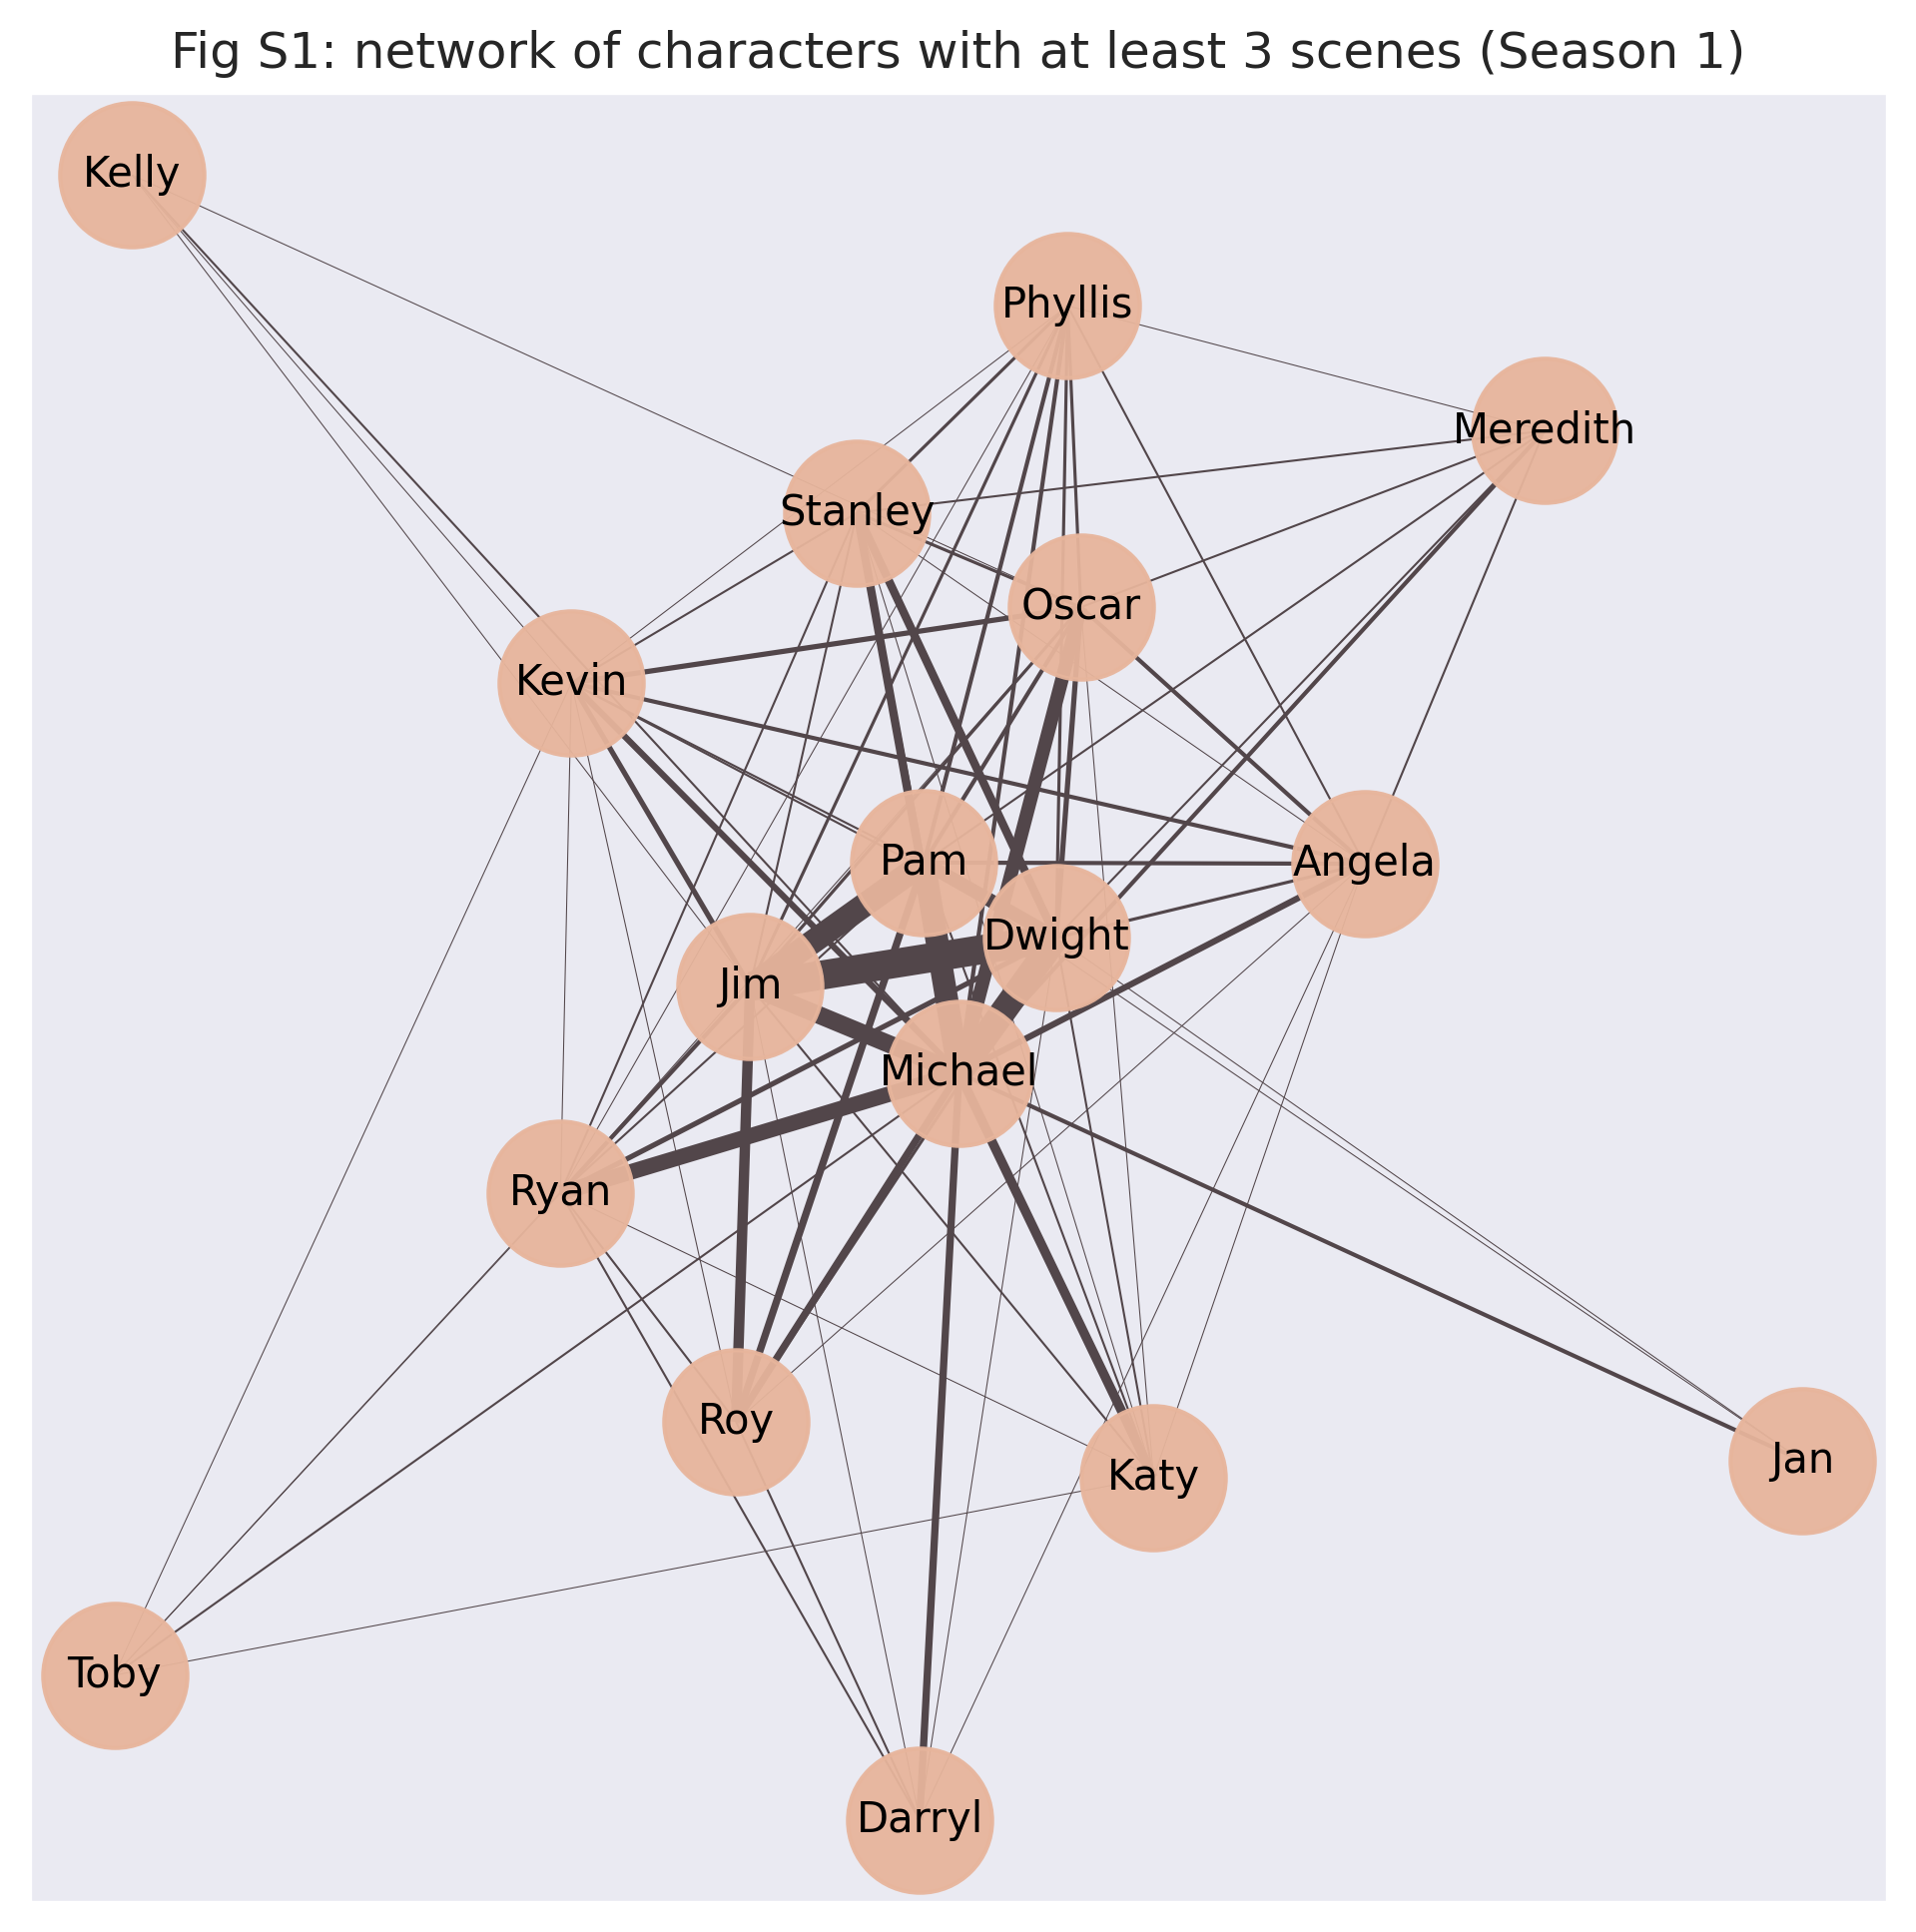 Fig S1: network of characters with at least 3 scenes (Season 1)
Kelly
Phyllis
Meredith
Stanley
Oscar
Kevin
Pam
Angela
Dwight
Jim
Michael
Ryan
Roy
Jan
Katy
Toby
Darryl